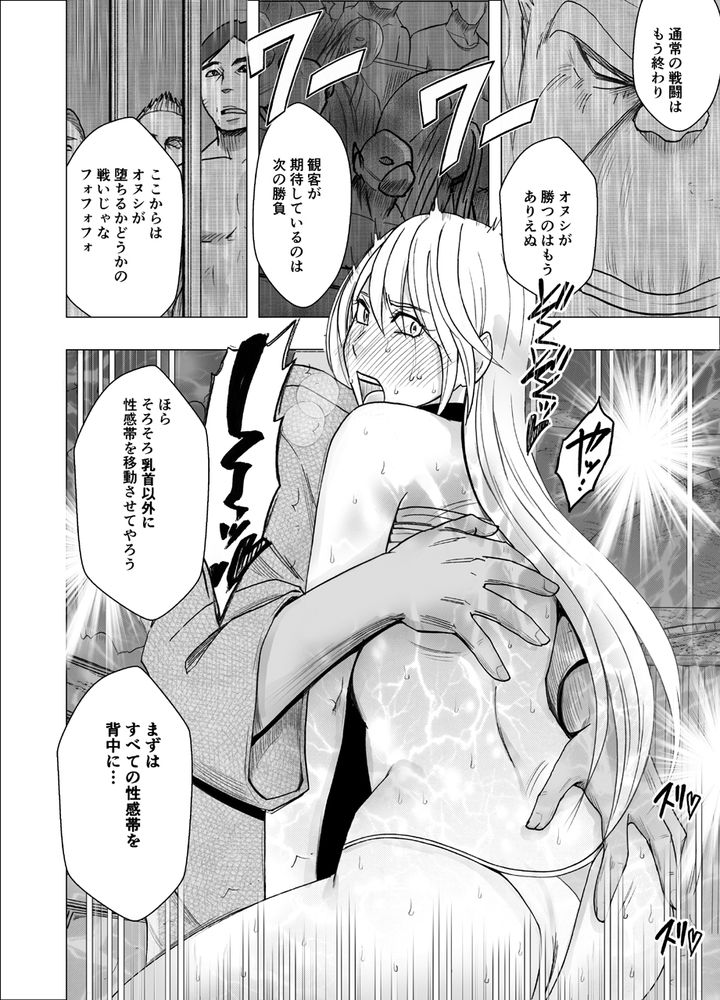 通常の戦闘は
もう終わり
オヌシが
勝つのはもう
ありえぬ
ワー
ワー
観客が
期待しているのは
次の勝負
ここからは
オヌシが
堕ちるかどうかの
戦いじゃな
フォフォフォ
ヤッ!
ほら
そろそろ乳首以外に
性感帯を移動させてやろう
まずは
すべての性感帯を
背中に…
ズリ♡
ズリ♡